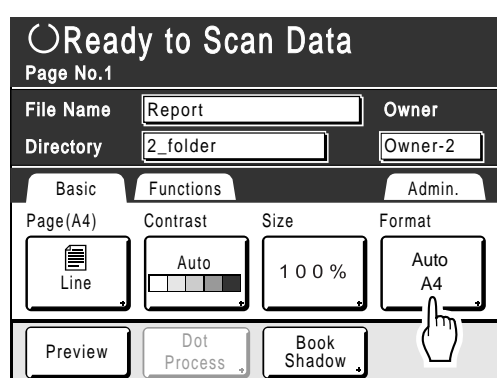 Ready to Scan Data
Page No.1
File Name Report Owner
Directory 2_folder Owner-2
Basic Functions Admin.
Page(A4) Contrast Size Format
Line Auto 100% Auto A4
Preview Dot Process Book Shadow